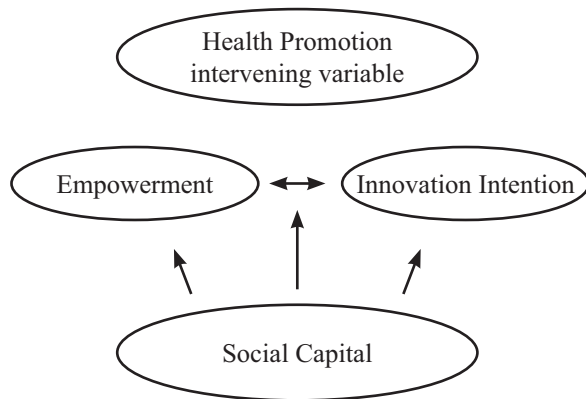 Health Promotion
intervening variable
Empowerment
Innovation Intention
Social Capital